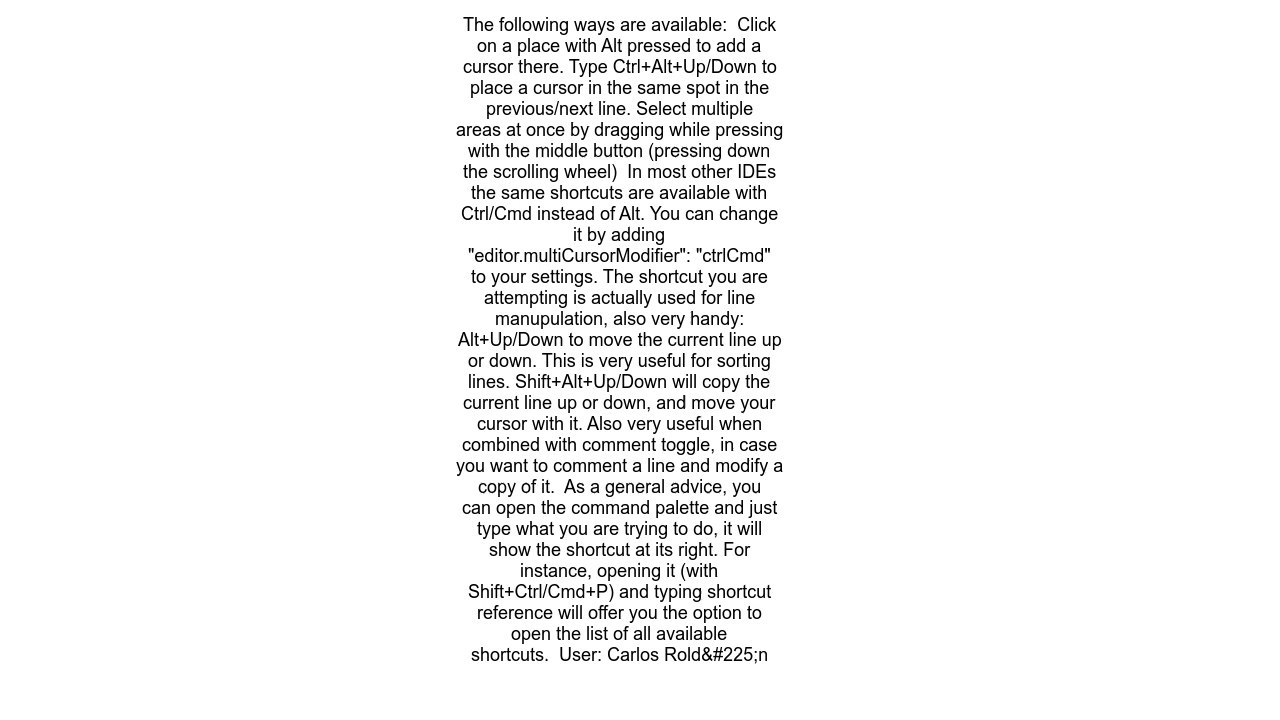 The following ways are available:  Click
on a place with Alt pressed to add a
cursor there. Type Ctrl+Alt+Up/Down to
place a cursor in the same spot in the
previous/next line. Select multiple
areas at once by dragging while pressing
with the middle button (pressing down
the scrolling wheel)  In most other IDEs
the same shortcuts are available with
Ctrl/Cmd instead of Alt. You can change
it by adding
"editor.multiCursorModifier": "ctrlCmd"
to your settings. The shortcut you are
attempting is actually used for line
manupulation, also very handy:
Alt+Up/Down to move the current line up
or down. This is very useful for sorting
lines. Shift+Alt+Up/Down will copy the
current line up or down, and move your
cursor with it. Also very useful when
combined with comment toggle, in case
you want to comment a line and modify a
copy of it.  As a general advice, you
can open the command palette and just
type what you are trying to do, it will
show the shortcut at its right. For
instance, opening it (with
Shift+Ctrl/Cmd+P) and typing shortcut
reference will offer you the option to
open the list of all available
shortcuts.  User: Carlos Rold&#225;n